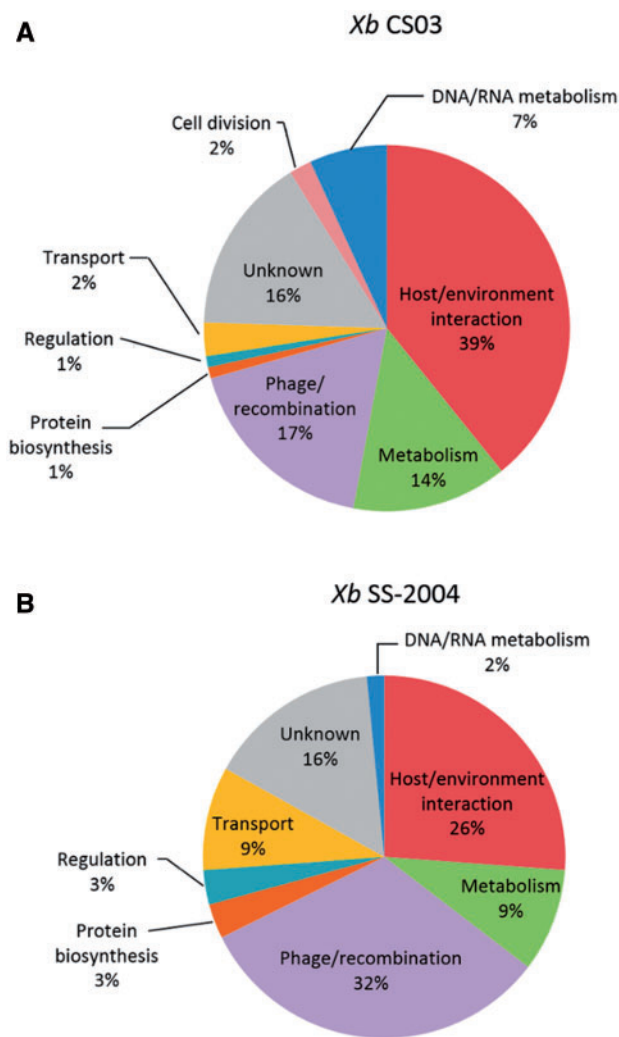 A
Xb CS03
DNA/RNA metabolism
7%
Cell division
2%
Transport
2%
Unknown
16%
Host/environment
interaction
39%
Regulation
1%
Phage/
recombination
17%
Protein
biosynthesis
1%
Metabolism
14%
B
Xb SS-2004
DNA/RNA metabolism
2%
Unknown
16%
Host/environment
interaction
26%
Transport
9%
Regulation
3%
Metabolism
9%
Protein
biosynthesis
3%
Phage/recombination
32%